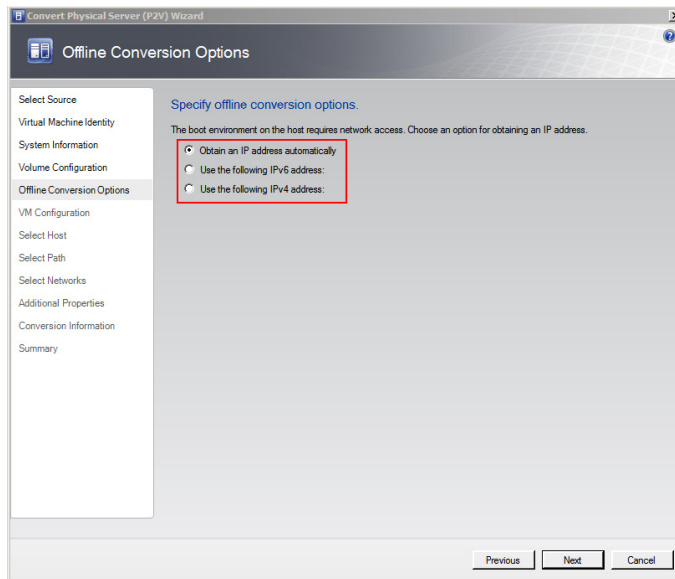 Convert Physical Server (P2V) Wizard
Offline Conversion Options
Select Source
Virtual Machine Identity
System Information
Volume Configuration
Offline Conversion Options
VM Configuration
Select Host
Select Path
Select Networks
Additional Properties
Conversion Information
Summary
Specify offline conversion options.
The boot environment on the host requires network access. Choose an option for obtaining an IP address.
Obtain an IP address automatically
Use the following IPv6 address:
Use the following IPv4 address:
Previous
Next
Cancel